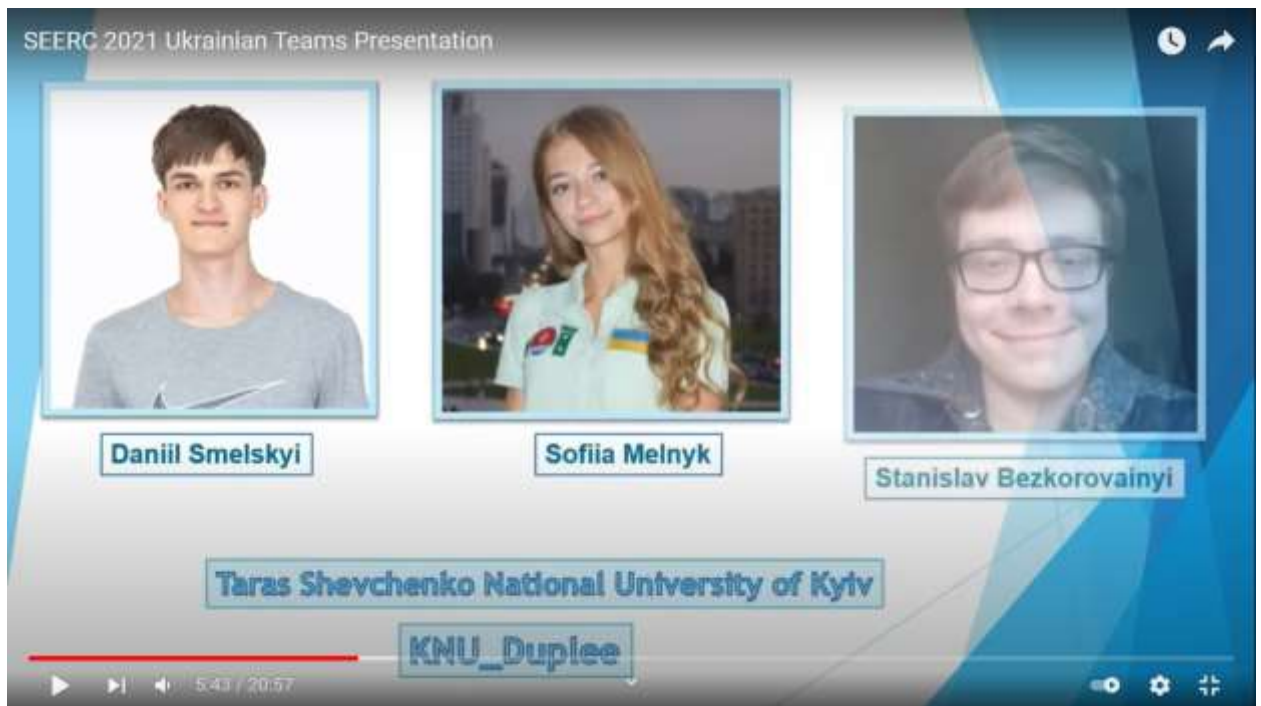 SEERC 2021 Ukrainian Teams Presentation
Daniil Smelskyi
Sofiia Melnyk
Stanislav Bezkorovainyi
Taras Shevchenko National University of Kyiv
KNU_Duplee
5:43 / 20:57